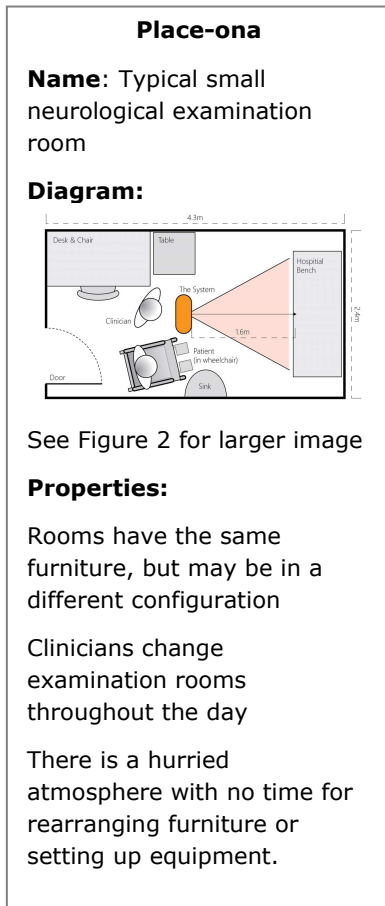 Place-ona
Name: Typical small
neurological examination
room
Diagram:
4.3m
Desk & Chair
Table
Hospitial
Bench
The System
Clinician
1.6m
2.4m
Patient
(in wheelchair)
Door
Sink
See Figure 2 for larger image
Properties:
Rooms have the same
furniture, but may be in a
different configuration
Clinicians change
examination rooms
throughout the day
There is a hurried
atmosphere with no time for
rearranging furniture or
setting up equipment.